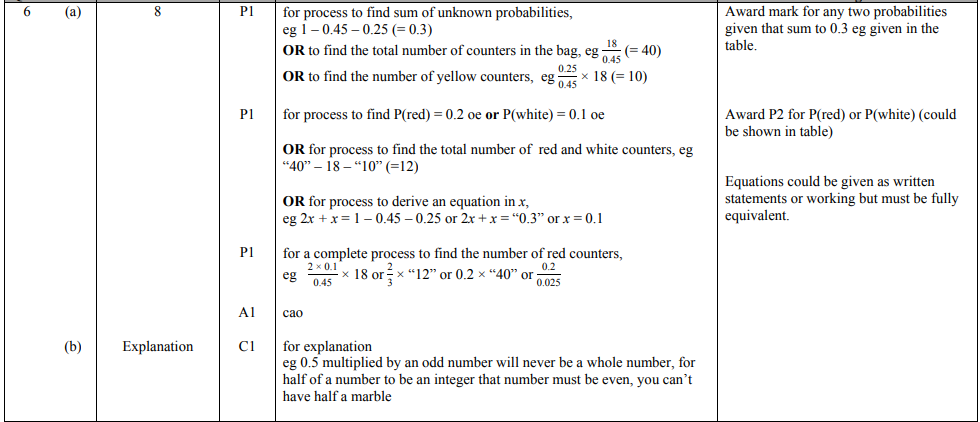 6 (a) 8 P1 for process to find sum of unknown probabilities, Award mark for any two probabilities
eg 1 – 0.45 – 0.25 (= 0.3) given that sum to 0.3 eg given in the
OR to find the total number of counters in the bag, eg 18/0.45 (= 40) table.
OR to find the number of yellow counters, eg 0.25/0.45 × 18 (= 10)
P1 for process to find P(red) = 0.2 oe or P(white) = 0.1 oe Award P2 for P(red) or P(white) (could
be shown in table)
OR for process to find the total number of red and white counters, eg
“40” – 18 – “10” (=12)
Equations could be given as written
OR for process to derive an equation in x, statements or working but must be fully
eg 2x + x = 1 – 0.45 – 0.25 or 2x + x = “0.3” or x = 0.1 equivalent.
P1 for a complete process to find the number of red counters,
eg 2 × 0.1/0.45 × 18 or 2/3 × “12” or 0.2 × “40” or 0.2/0.025
A1 cao
(b) Explanation C1 for explanation
eg 0.5 multiplied by an odd number will never be a whole number, for
half of a number to be an integer that number must be even, you can’t
have half a marble